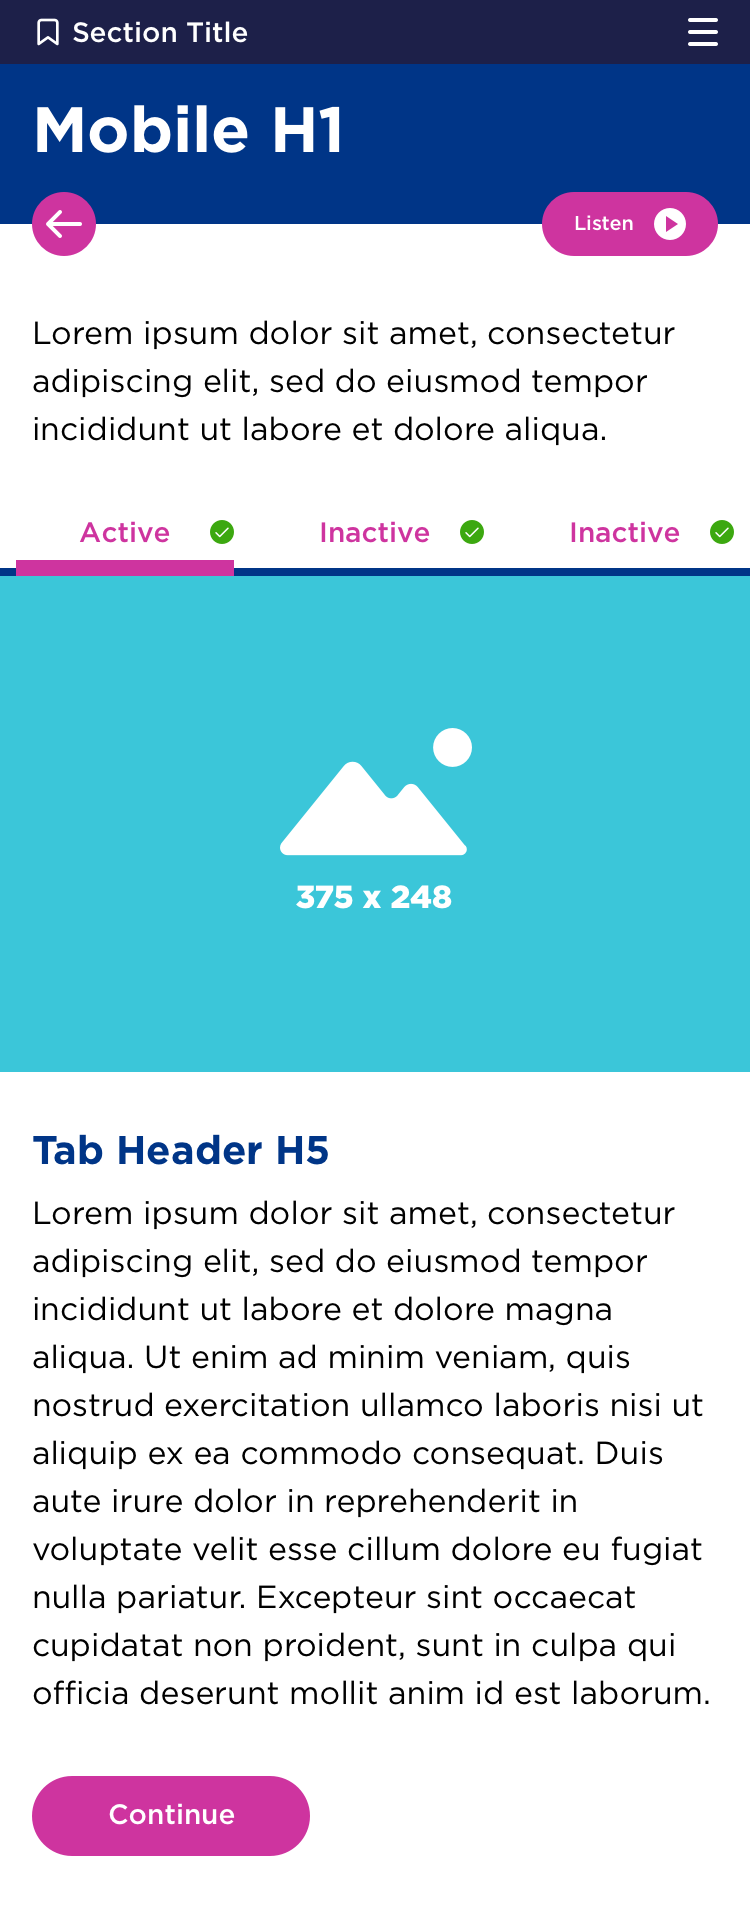 Section Title
Mobile H1
Listen
Lorem ipsum dolor sit amet, consectetur
adipiscing elit, sed do eiusmod tempor
incididunt ut labore et dolore aliqua.
Active Inactive Inactive
375 x 248
Tab Header H5
Lorem ipsum dolor sit amet, consectetur
adipiscing elit, sed do eiusmod tempor
incididunt ut labore et dolore magna
aliqua. Ut enim ad minim veniam, quis
nostrud exercitation ullamco laboris nisi ut
aliquip ex ea commodo consequat. Duis
aute irure dolor in reprehenderit in
voluptate velit esse cillum dolore eu fugiat
nulla pariatur. Excepteur sint occaecat
cupidatat non proident, sunt in culpa qui
officia deserunt mollit anim id est laborum.
Continue